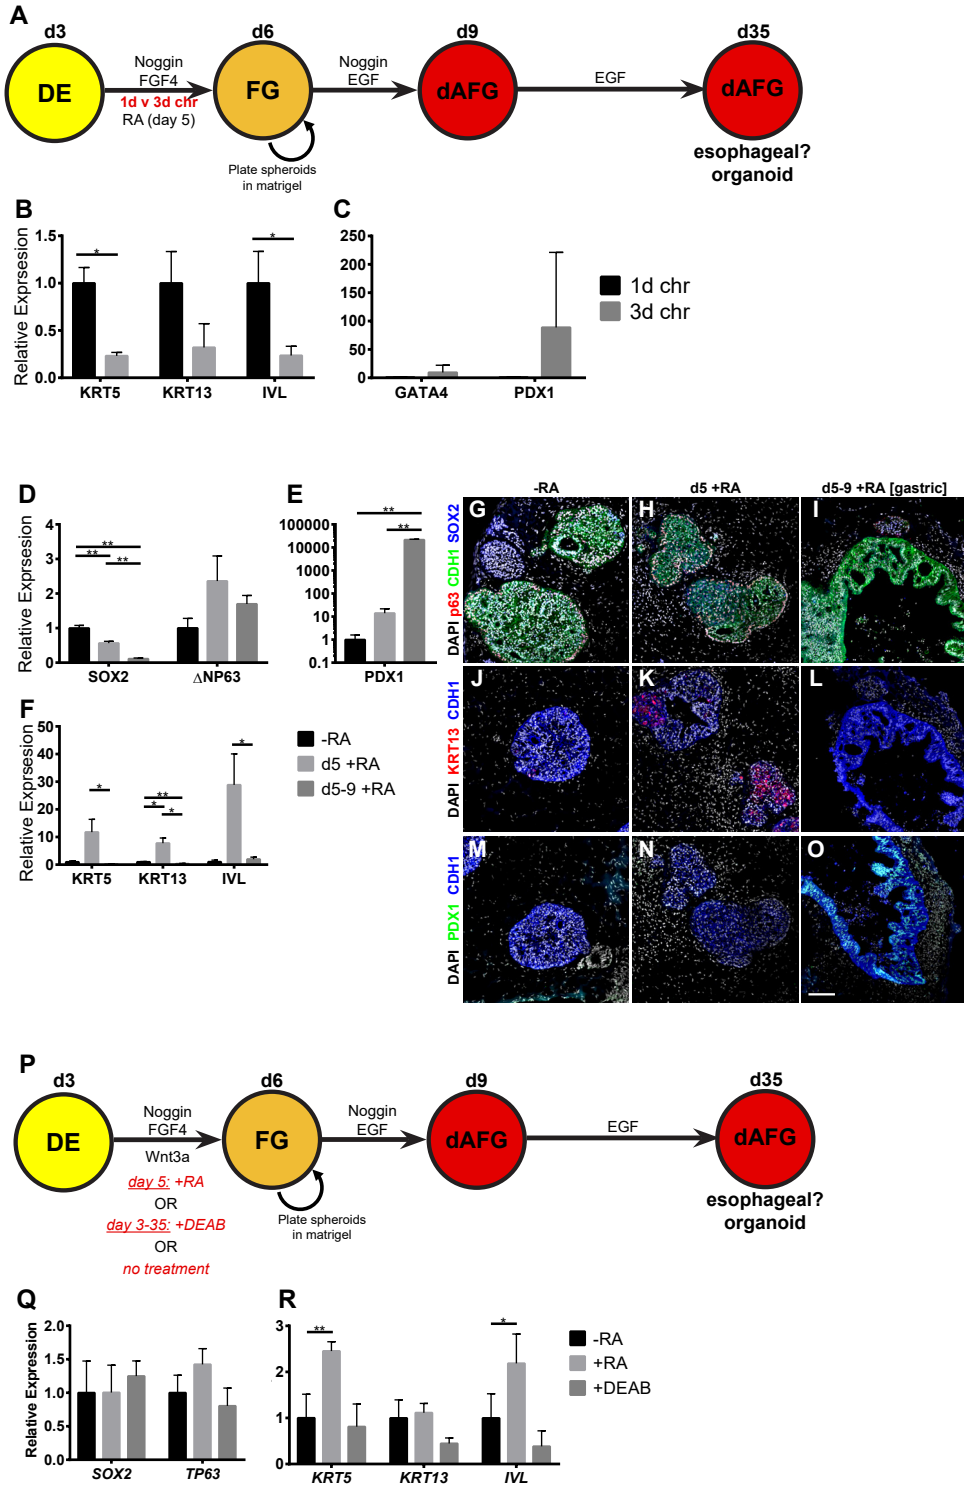 A
d3
d6
d9
d35
DE
Noggin
FGF4
1d v 3d chr
RA (day 5)
FG
Noggin
EGF
dAFG
EGF
dAFG
Plate spheroids
in matrigel
esophageal?
organoid
B
Relative Exprsesion
1.5
1.0
0.5
0.0
*
*
KRT5
KRT13
IVL
C
250
200
150
100
50
0
GATA4
PDX1
1d chr
3d chr
D
Relative Exprsesion
4
3
2
1
0
**
**
**
SOX2
ΔNP63
E
100000
10000
1000
100
10
1
0.1
**
**
PDX1
F
Relative Exprsesion
50
40
30
20
10
0
*
**
*
*
*
KRT5
KRT13
IVL
-RA
d5 +RA
d5-9 +RA
-RA
d5 +RA
d5-9 +RA [gastric]
DAPI p63 CDH1 SOX2
G
H
I
DAPI KRT13 CDH1
J
K
L
DAPI PDX1 CDH1
M
N
O
P
d3
d6
d9
d35
DE
Noggin
FGF4
Wnt3a
day 5: +RA
OR
day 3-35: +DEAB
OR
no treatment
FG
Noggin
EGF
dAFG
EGF
dAFG
Plate spheroids
in matrigel
esophageal?
organoid
Q
Relative Expression
2.0
1.5
1.0
0.5
0.0
SOX2
TP63
R
3
2
1
0
**
*
KRT5
KRT13
IVL
-RA
+RA
+DEAB